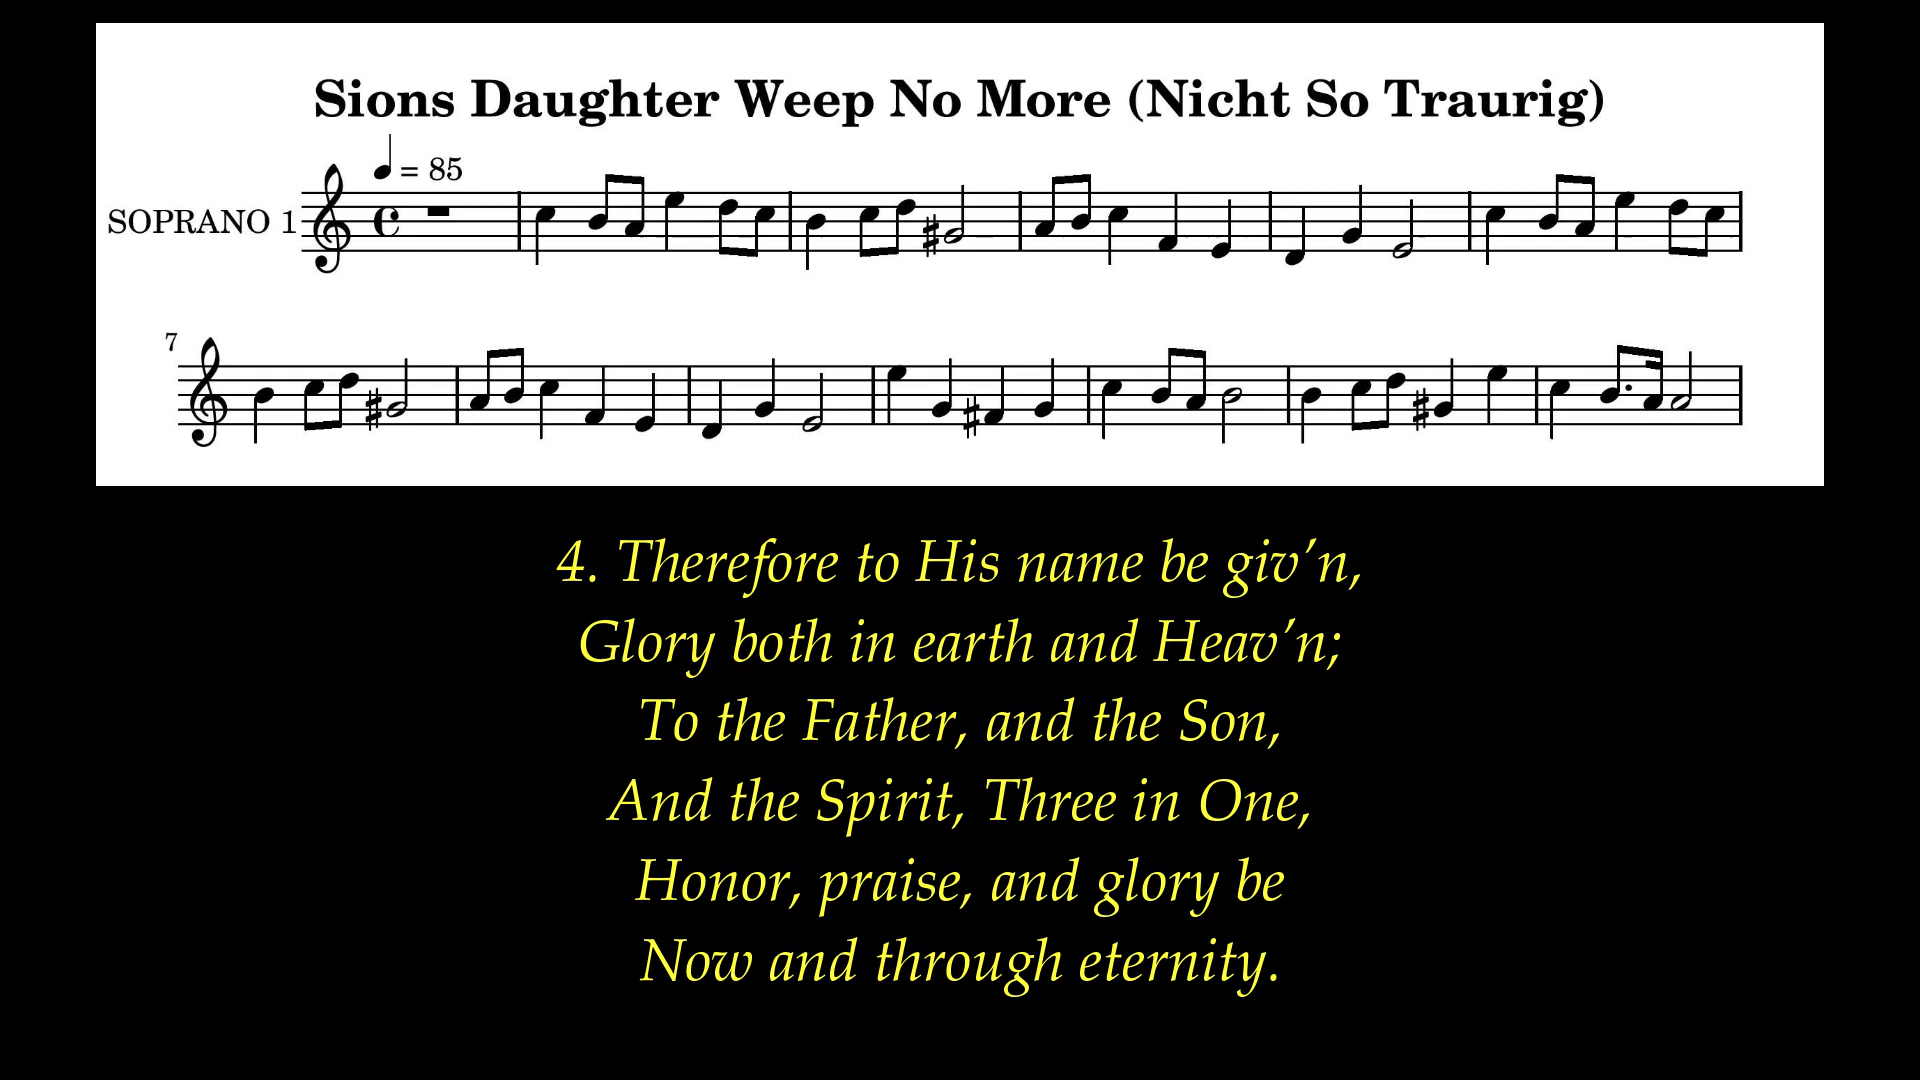 Sions Daughter Weep No More (Nicht So Traurig)
= 85
SOPRANO 1
7
4. Therefore to His name be giv’n,
Glory both in earth and Heav’n;
To the Father, and the Son,
And the Spirit, Three in One,
Honor, praise, and glory be
Now and through eternity.